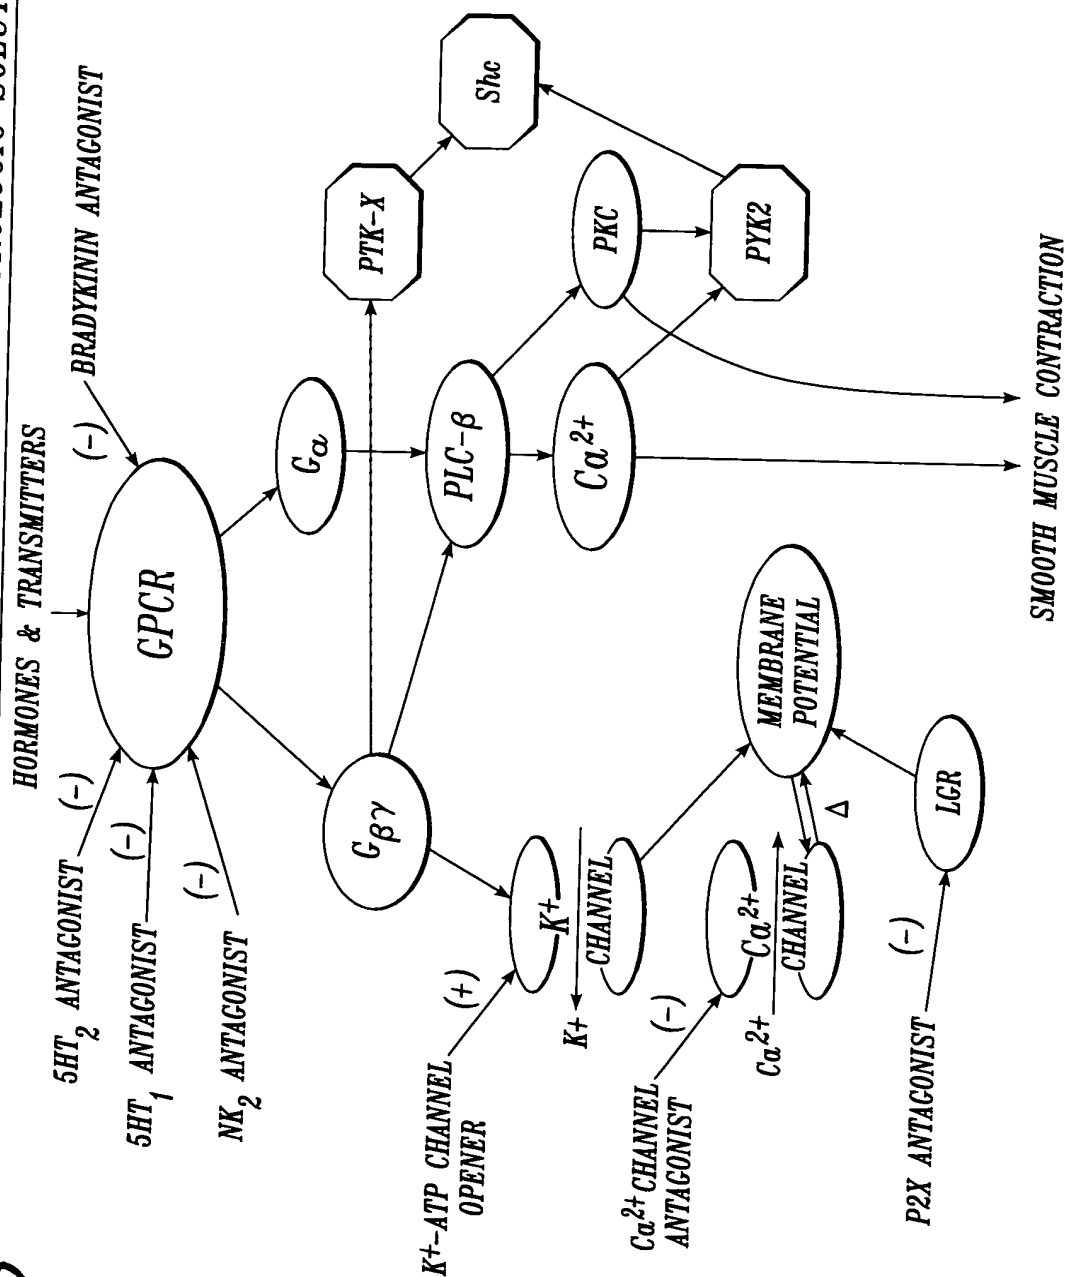 HORMONES & TRANSMITTERS
5HT2 ANTAGONIST
(-)
5HT1 ANTAGONIST
(-)
NK2 ANTAGONIST
(-)
BRADYKININ ANTAGONIST
(-)
GPCR
Gβγ
Gα
PTK-X
Shc
K+-ATP CHANNEL
OPENER
(+)
K+
CHANNEL
K+
PLC-β
PKC
Ca2+
PYK2
Ca2+ CHANNEL
ANTAGONIST
(-)
Ca2+
CHANNEL
Ca2+
Δ
MEMBRANE
POTENTIAL
P2X ANTAGONIST
(-)
LGR
SMOOTH MUSCLE CONTRACTION